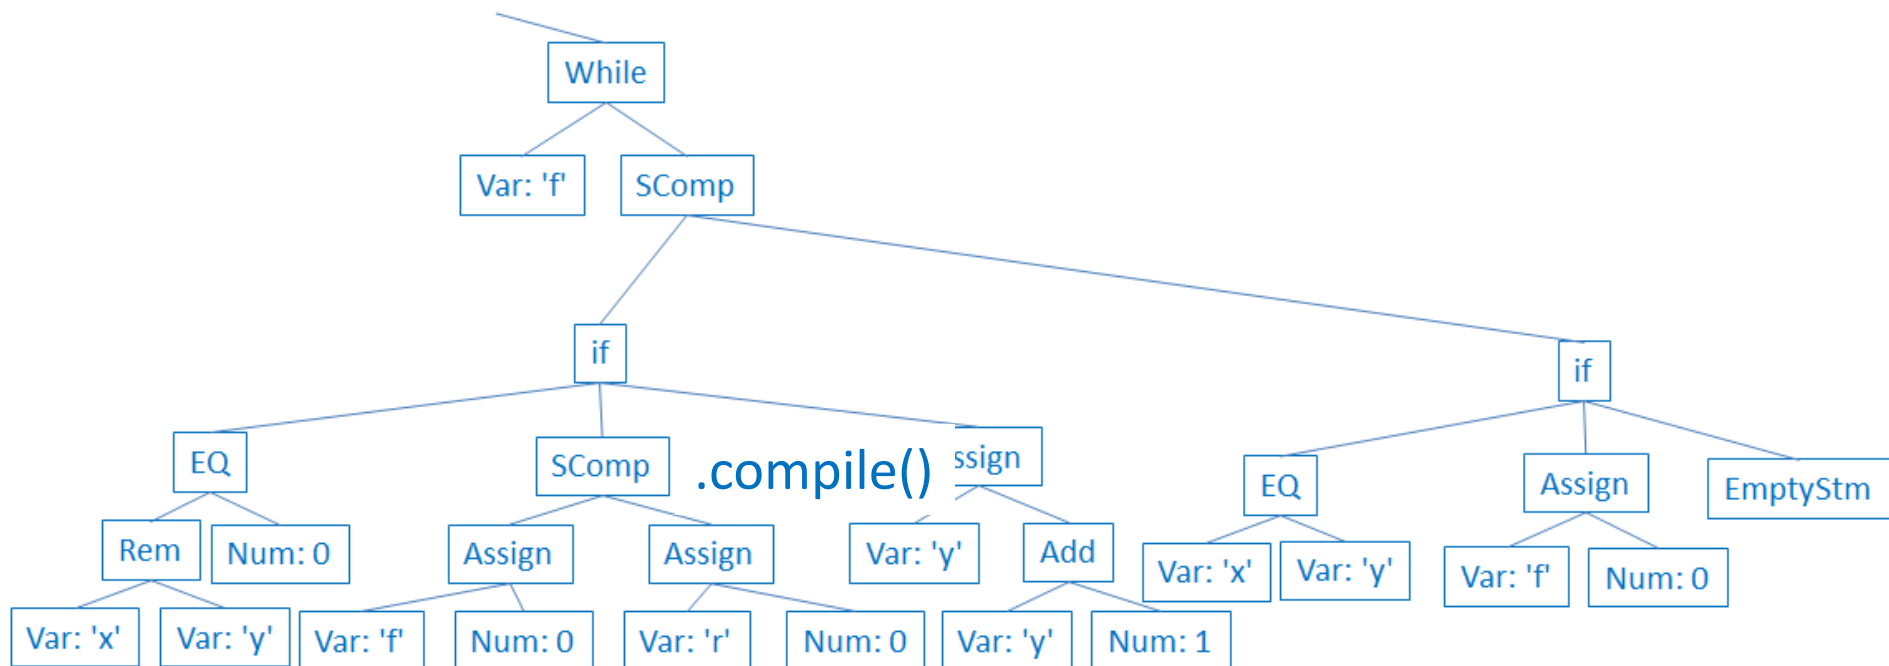 While
Var: 'f'
SComp
if
if
EQ
SComp
.compile()
ssign
EQ
Assign
EmptyStm
Rem
Num: 0
Assign
Assign
Var: 'y'
Add
Var: 'x'
Var: 'y'
Var: 'f'
Num: 0
Var: 'x'
Var: 'y'
Var: 'f'
Num: 0
Var: 'r'
Num: 0
Var: 'y'
Num: 1